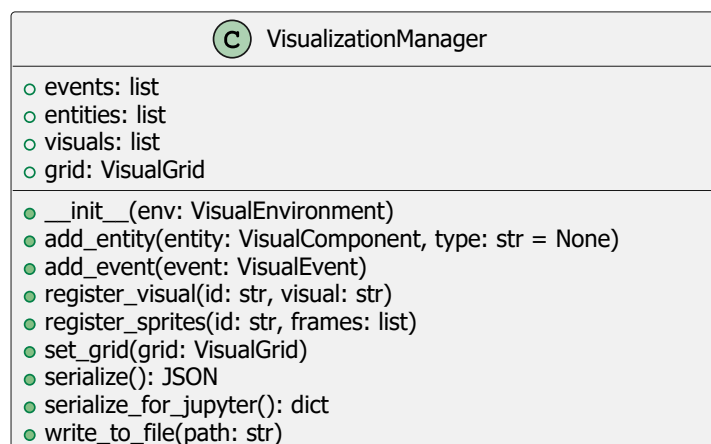 C VisualizationManager
events: list
entities: list
visuals: list
grid: VisualGrid
__init__(env: VisualEnvironment)
add_entity(entity: VisualComponent, type: str = None)
add_event(event: VisualEvent)
register_visual(id: str, visual: str)
register_sprites(id: str, frames: list)
set_grid(grid: VisualGrid)
serialize(): JSON
serialize_for_jupyter(): dict
write_to_file(path: str)